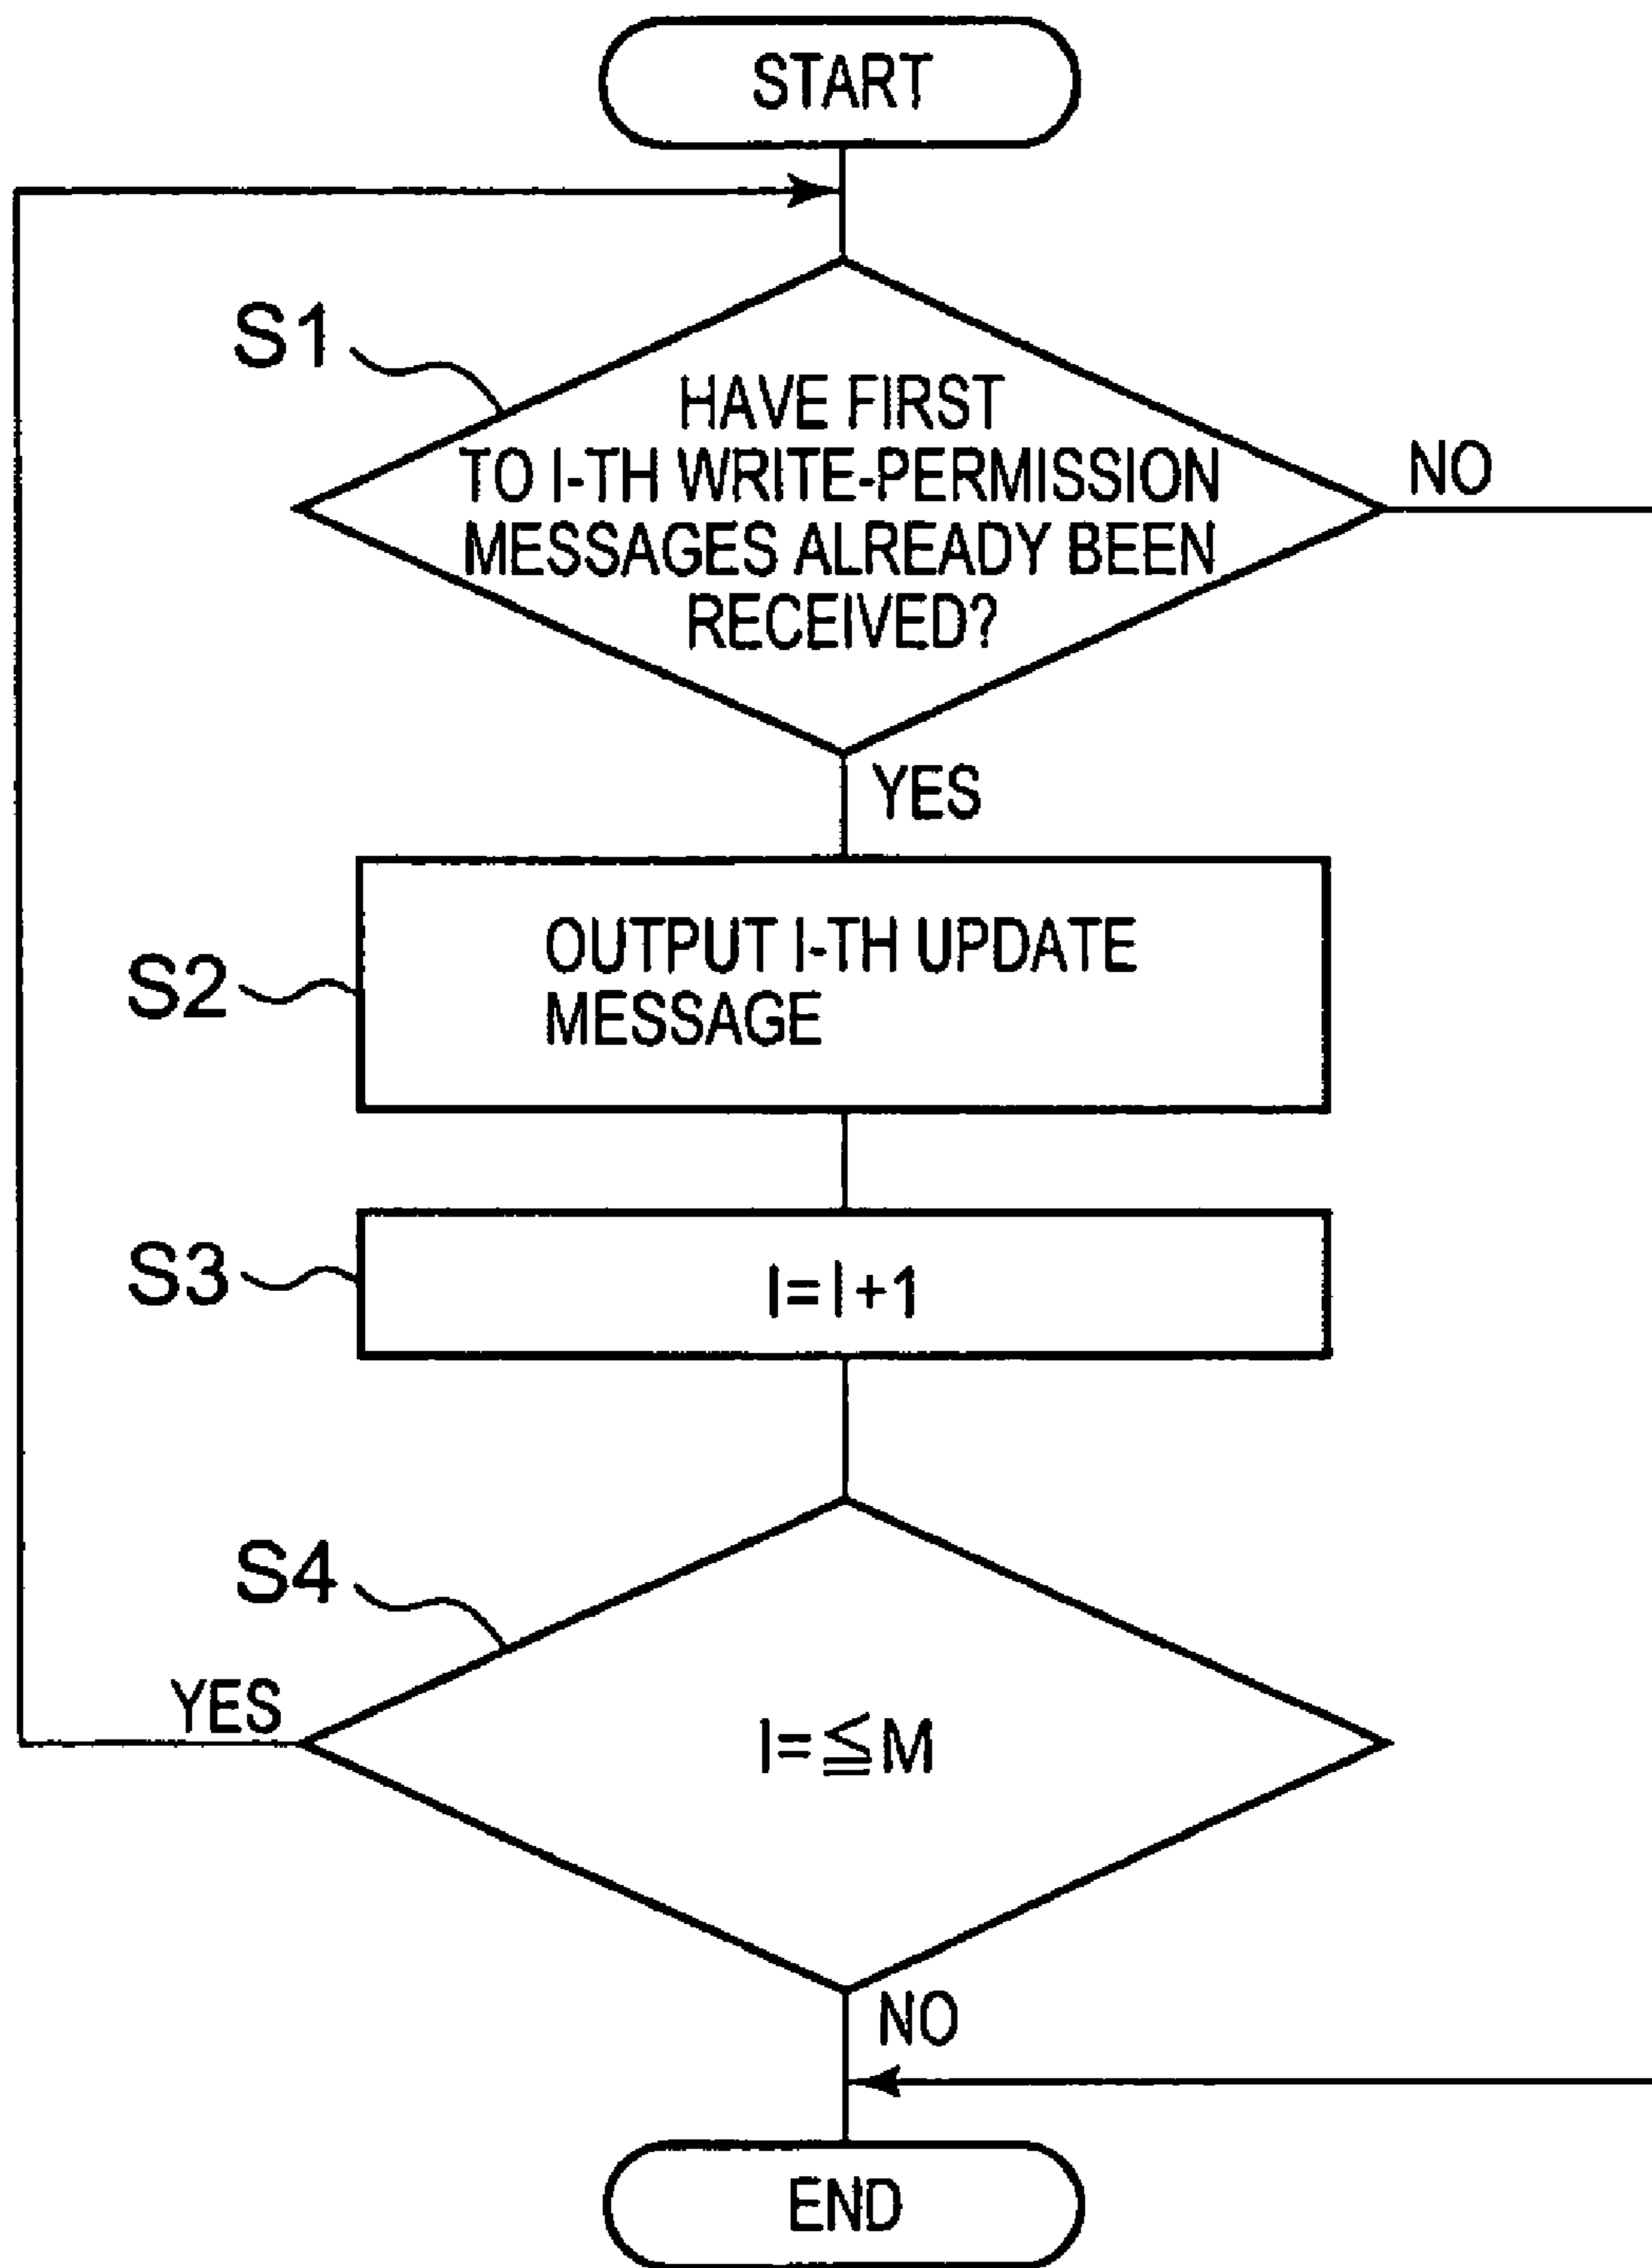 START
S1
HAVE FIRST
TO I-TH WRITE-PERMISSION
MESSAGES ALREADY BEEN
RECEIVED?
NO
YES
S2
OUTPUT I-TH UPDATE
MESSAGE
S3
I=I+1
S4
YES
I=≦M
NO
END